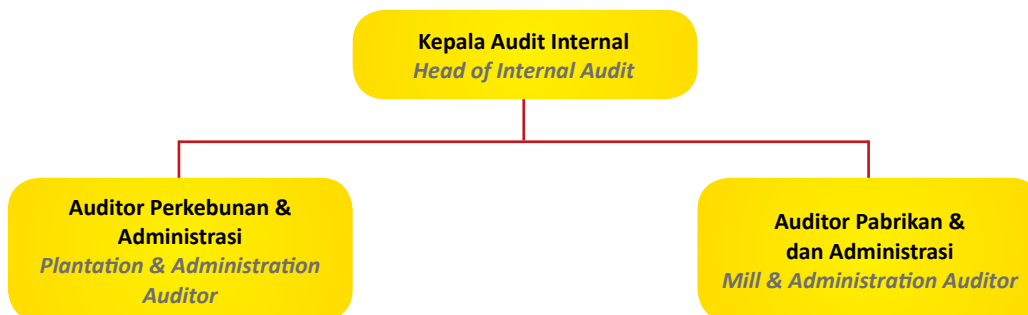 Kepala Audit Internal
Head of Internal Audit
Auditor Perkebunan &
Administrasi
Plantation & Administration
Auditor
Auditor Pabrikan &
dan Administrasi
Mill & Administration Auditor